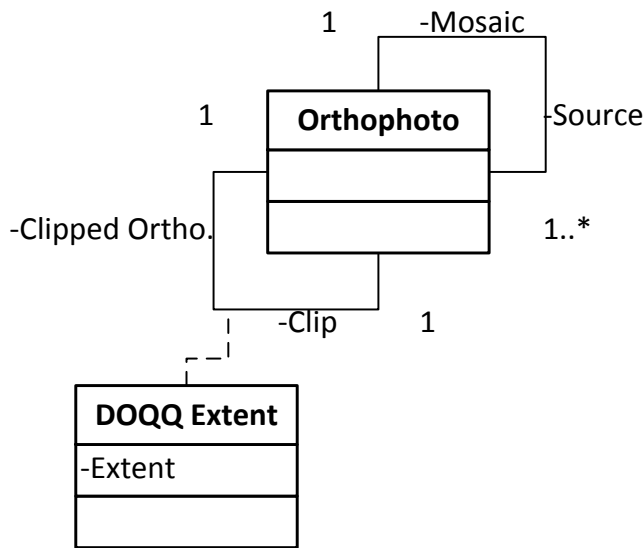 1 -Mosaic
1 Orthophoto -Source
-Clipped Ortho. 1..*
-Clip 1
DOQQ Extent
-Extent